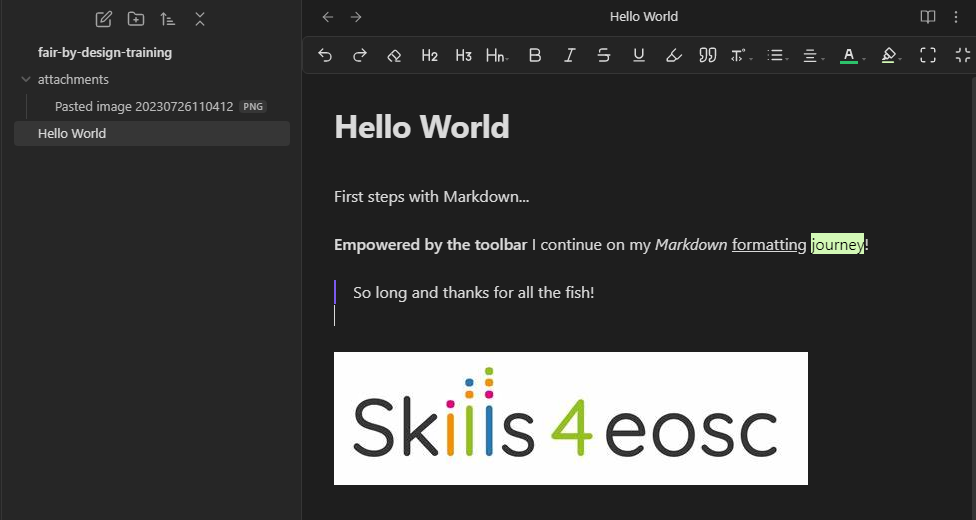 Hello World
fair-by-design-training
H2 H3 Hn B I S U A
attachments
Pasted image 20230726110412 PNG
Hello World
Hello World
First steps with Markdown...
Empowered by the toolbar I continue on my Markdown formatting journey!
So long and thanks for all the fish!
Skills 4 eosc